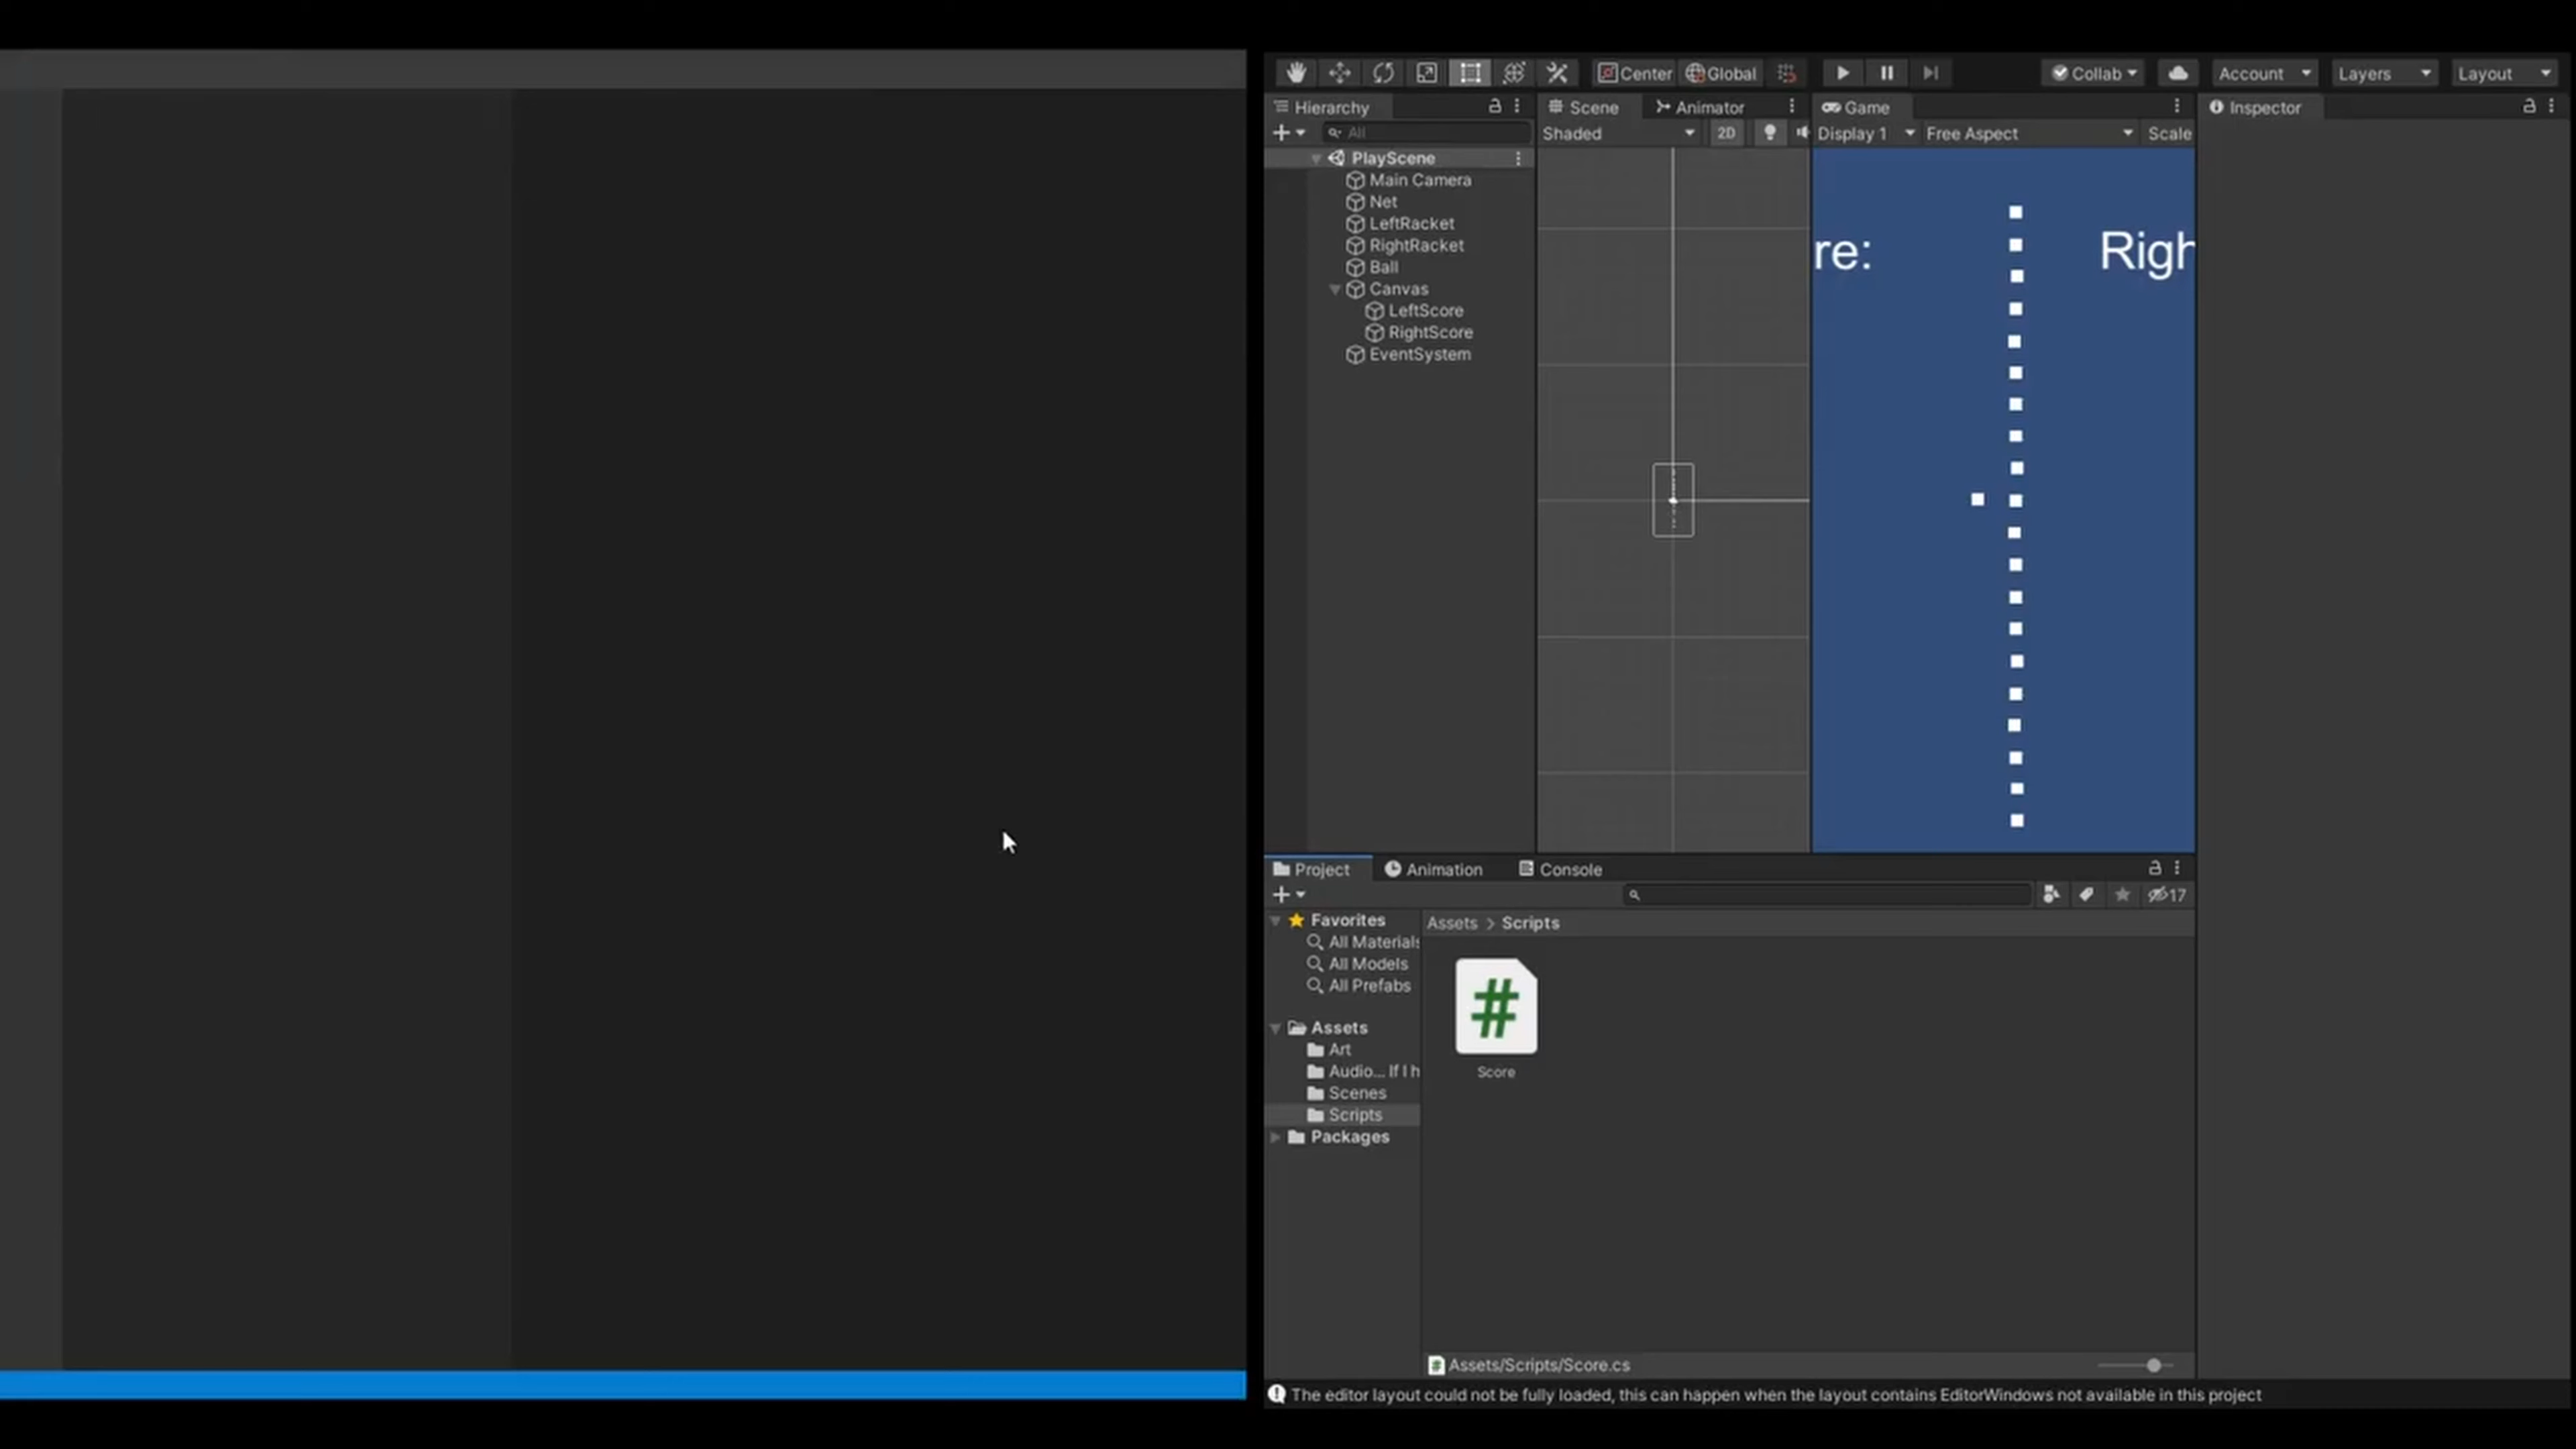 Center Global Collab Account Layers Layout
Hierarchy
All
PlayScene
Main Camera
Net
LeftRacket
RightRacket
Ball
Canvas
LeftScore
RightScore
EventSystem
Scene Animator
Shaded 2D
Game
Display 1 Free Aspect Scale
re: Righ
Inspector
Project Animation Console
17
Favorites
All Materials
All Models
All Prefabs
Assets
Art
Audio... If I h
Scenes
Scripts
Packages
Assets > Scripts
#
Score
Assets/Scripts/Score.cs
The editor layout could not be fully loaded, this can happen when the layout contains EditorWindows not available in this project